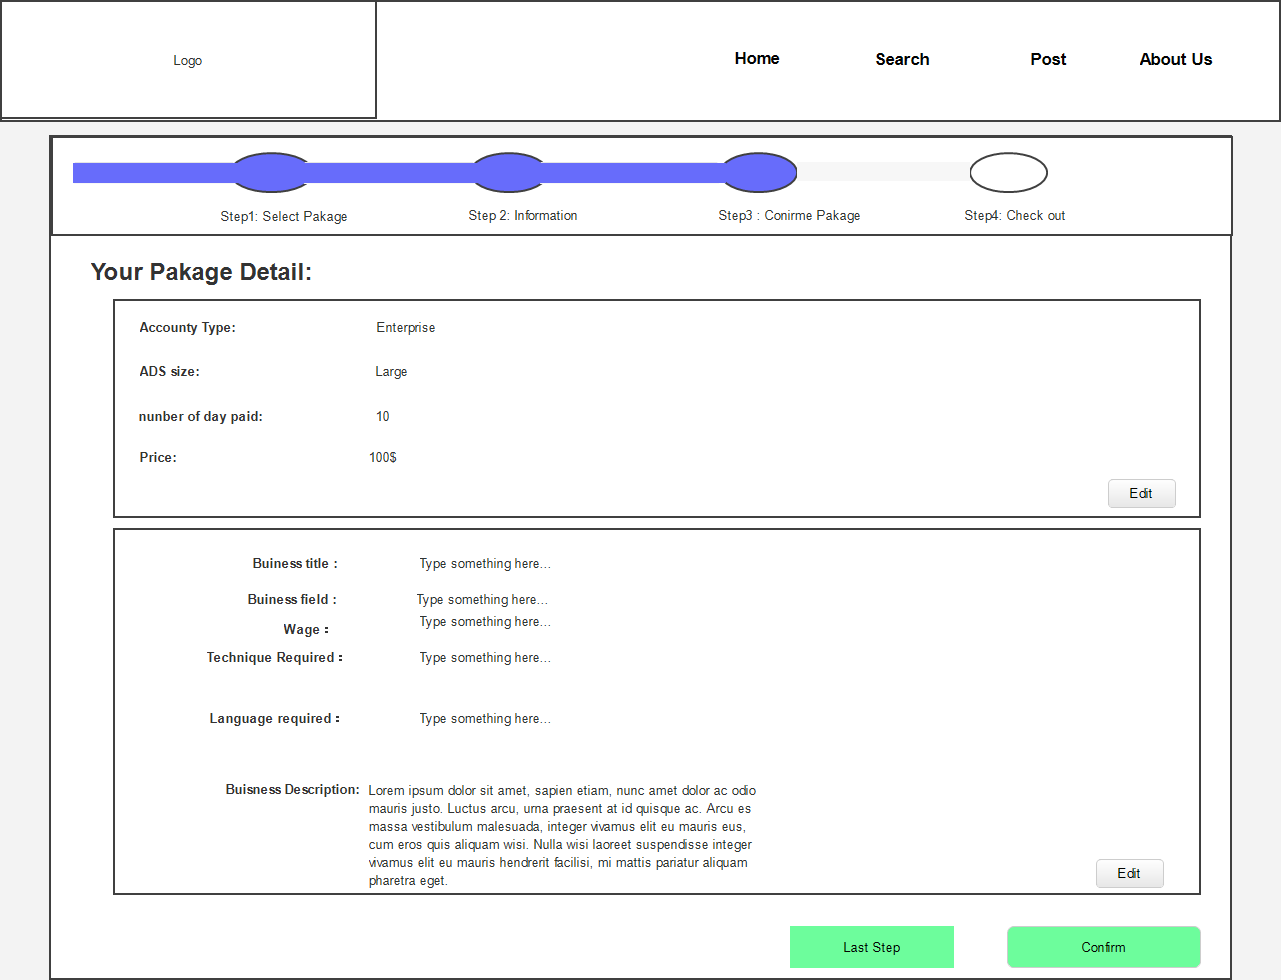 Logo
Home Search Post About Us
Step1: Select Pakage Step 2: Information Step3 : Conirme Pakage Step4: Check out
Your Pakage Detail:
Accounty Type: Enterprise
ADS size: Large
nunber of day paid: 10
Price: 100$
Edit
Buiness title : Type something here...
Buiness field : Type something here...
Wage : Type something here...
Technique Required : Type something here...
Language required : Type something here...
Buisness Description: Lorem ipsum dolor sit amet, sapien etiam, nunc amet dolor ac odio
mauris justo. Luctus arcu, urna praesent at id quisque ac. Arcu es
massa vestibulum malesuada, integer vivamus elit eu mauris eus,
cum eros quis aliquam wisi. Nulla wisi laoreet suspendisse integer
vivamus elit eu mauris hendrerit facilisi, mi mattis pariatur aliquam
pharetra eget.
Edit
Last Step Confirm